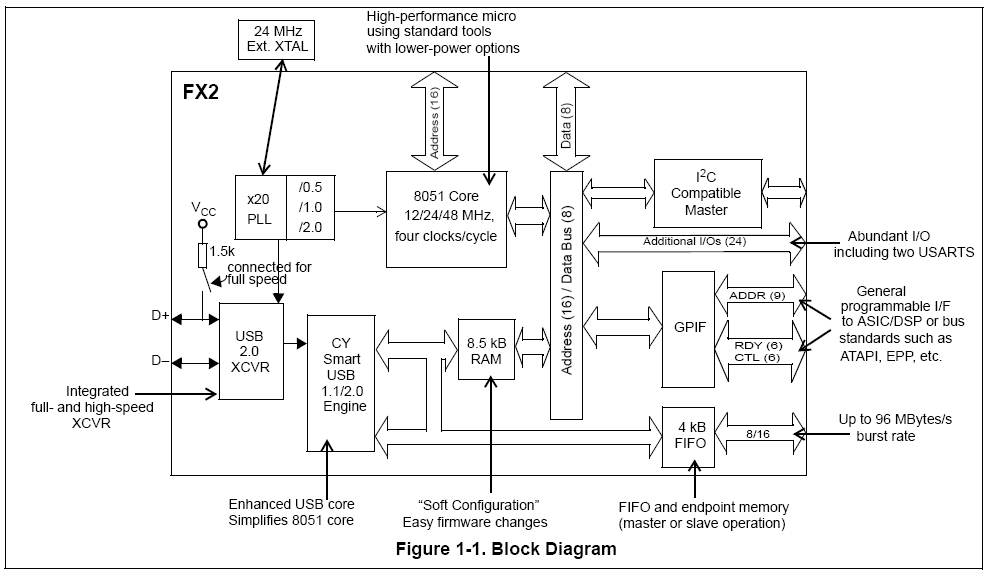 High-performance micro
using standard tools
with lower-power options
24 MHz
Ext. XTAL
FX2
Address (16)
Data (8)
x20
PLL
/0.5
/1.0
/2.0
8051 Core
12/24/48 MHz,
four clocks/cycle
I2C
Compatible
Master
VCC
1.5k
connected for
full speed
Address (16) / Data Bus (8)
Additional I/Os (24)
Abundant I/O
including two USARTS
D+
D–
USB
2.0
XCVR
CY
Smart
USB
1.1/2.0
Engine
8.5 kB
RAM
GPIF
ADDR (9)
RDY (6)
CTL (6)
General
programmable I/F
to ASIC/DSP or bus
standards such as
ATAPI, EPP, etc.
Integrated
full- and high-speed
XCVR
4 kB
FIFO
8/16
Up to 96 MBytes/s
burst rate
Enhanced USB core
Simplifies 8051 core
“Soft Configuration”
Easy firmware changes
FIFO and endpoint memory
(master or slave operation)
Figure 1-1. Block Diagram